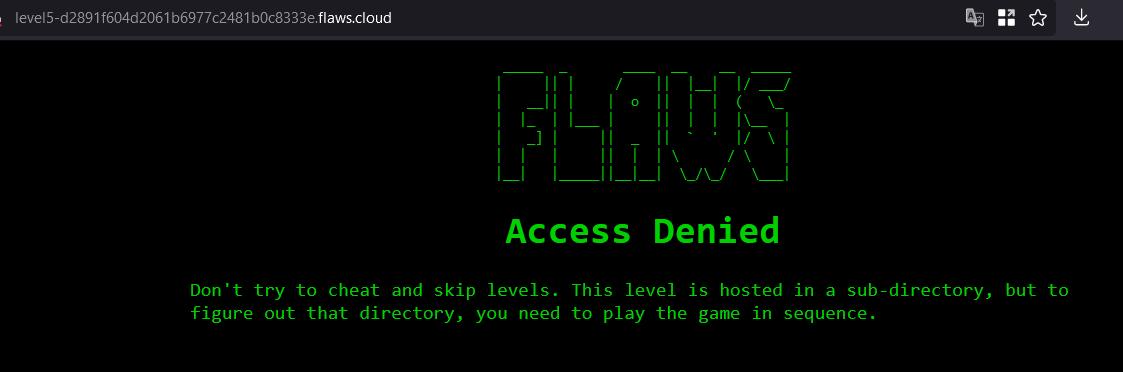 level5-d2891f604d2061b6977c2481b0c8333e.flaws.cloud
FLAWS
Access Denied
Don't try to cheat and skip levels. This level is hosted in a sub-directory, but to
figure out that directory, you need to play the game in sequence.